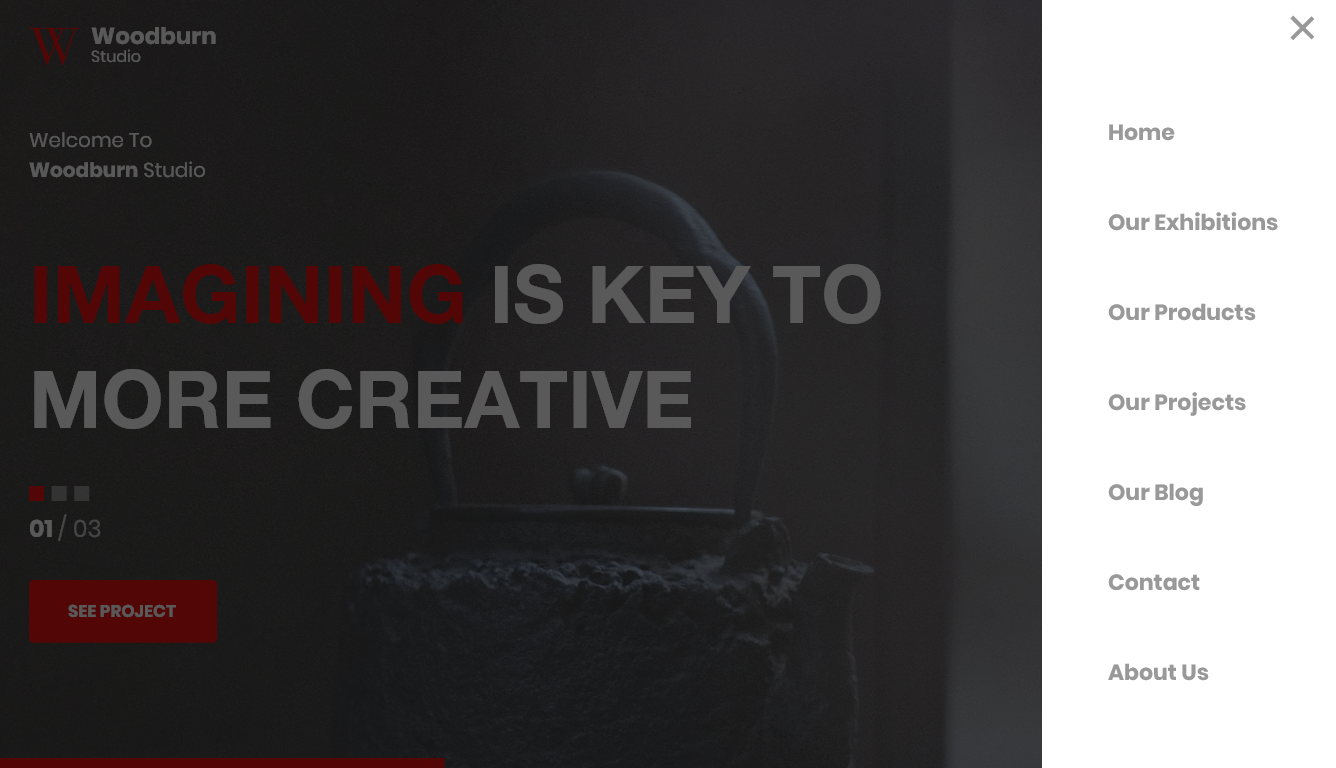 W
Woodburn
Studio
Welcome To
Woodburn Studio
IMAGINING IS KEY TO
MORE CREATIVE
01 / 03
SEE PROJECT
Home
Our Exhibitions
Our Products
Our Projects
Our Blog
Contact
About Us